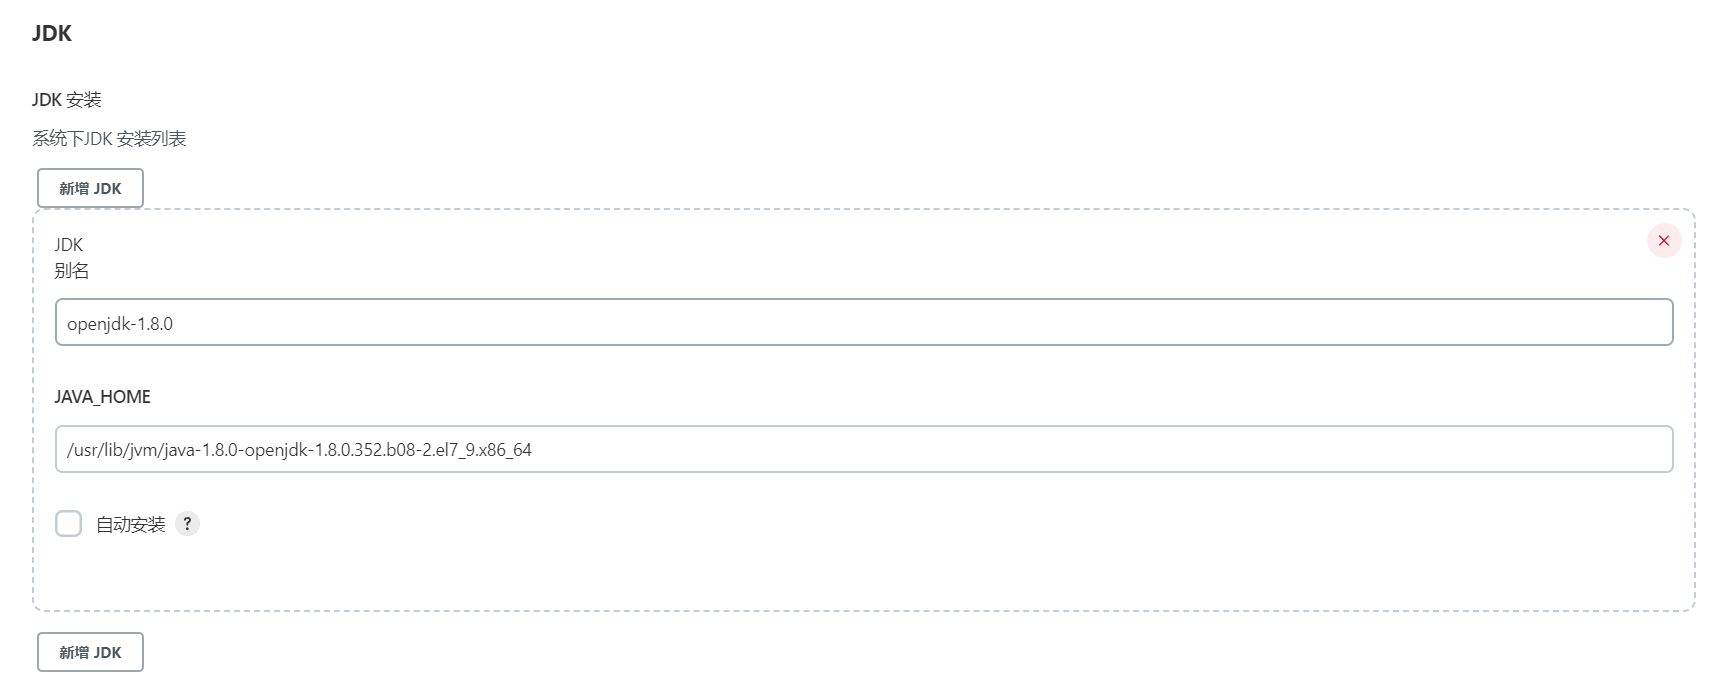 JDK
JDK 安装
系统下JDK 安装列表
新增 JDK
JDK
别名
openjdk-1.8.0
JAVA_HOME
/usr/lib/jvm/java-1.8.0-openjdk-1.8.0.352.b08-2.el7_9.x86_64
自动安装 ?
新增 JDK